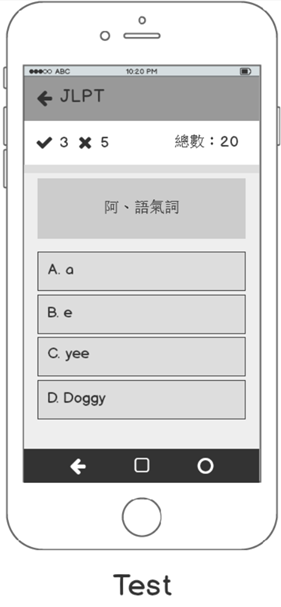 ABC 10:20 PM
JLPT
3 5 總數：20
阿、語氣詞
A. a
B. e
C. yee
D. Doggy
Test